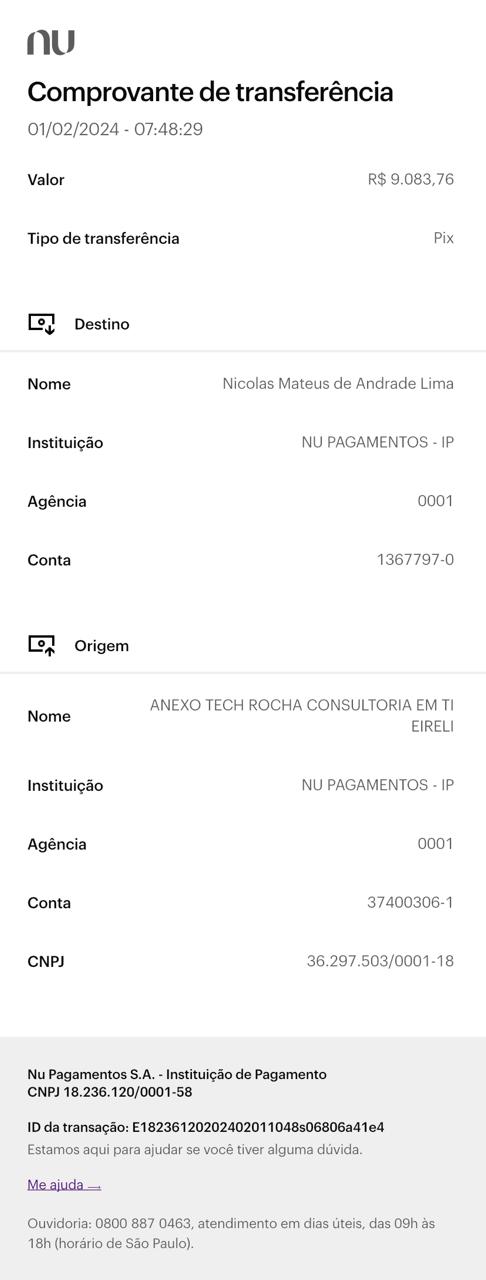 nu
Comprovante de transferência
01/02/2024 - 07:48:29
Valor R$ 9.083,76
Tipo de transferência Pix
Destino
Nome Nicolas Mateus de Andrade Lima
Instituição NU PAGAMENTOS - IP
Agência 0001
Conta 1367797-0
Origem
Nome ANEXO TECH ROCHA CONSULTORIA EM TI
EIRELI
Instituição NU PAGAMENTOS - IP
Agência 0001
Conta 37400306-1
CNPJ 36.297.503/0001-18
Nu Pagamentos S.A. - Instituição de Pagamento
CNPJ 18.236.120/0001-58
ID da transação: E18236120202402011048s06806a41e4
Estamos aqui para ajudar se você tiver alguma dúvida.
Me ajuda →
Ouvidoria: 0800 887 0463, atendimento em dias úteis, das 09h às
18h (horário de São Paulo).